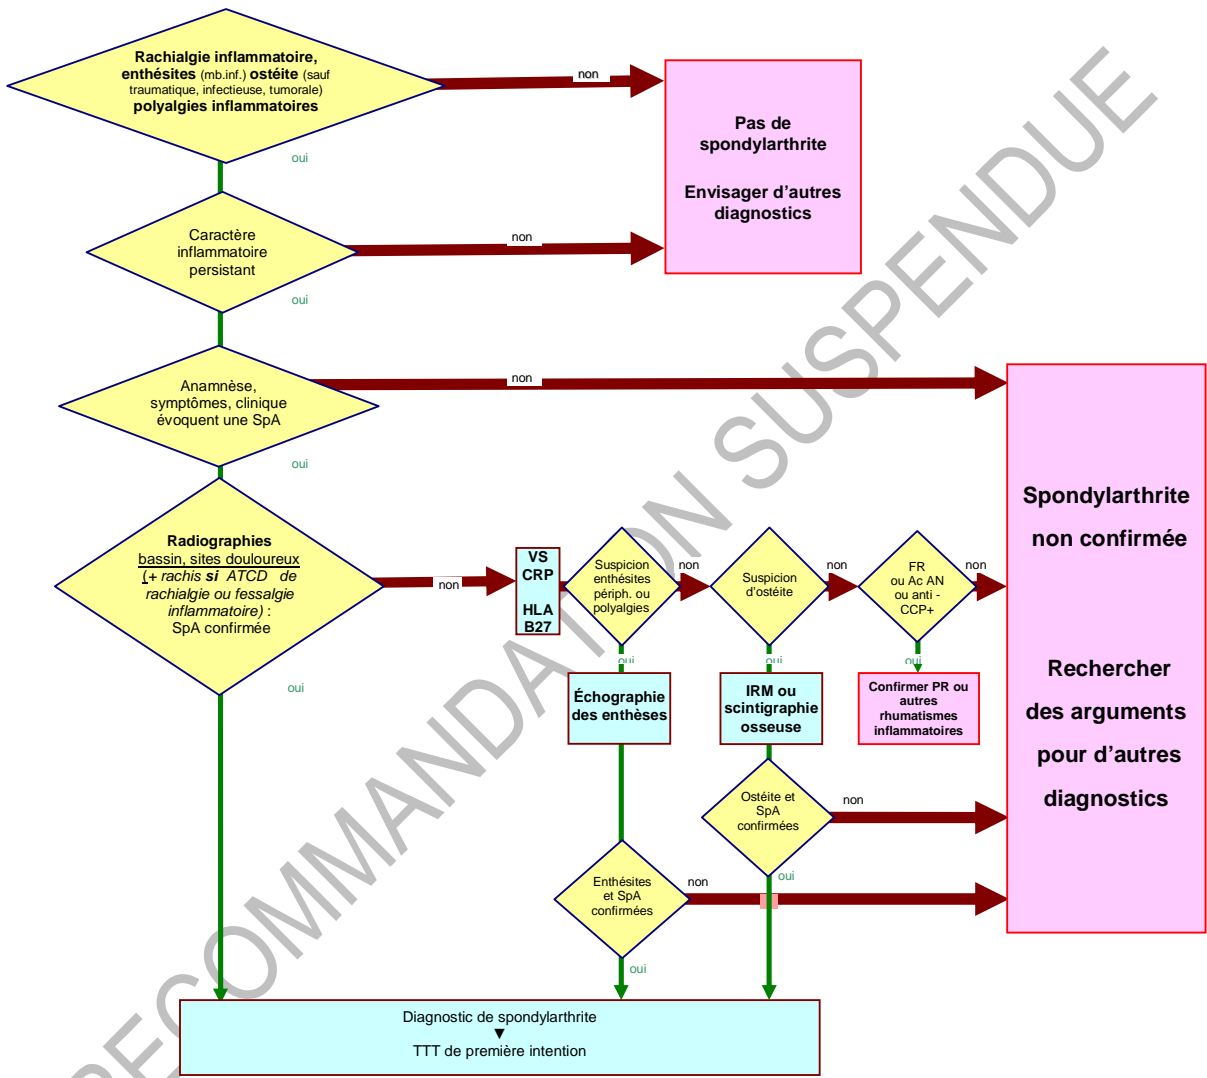 Rachialgie inflammatoire,
enthésites (mb.inf.) ostéite (sauf
traumatique, infectieuse, tumorale)
polyalgies inflammatoires
non
oui
Pas de
spondylarthrite
Envisager d'autres
diagnostics
Caractère
inflammatoire
persistant
non
oui
Anamnèse,
symptômes, clinique
évoquent une SpA
non
oui
Radiographies
bassin, sites douloureux
(+ rachis si ATCD de
rachialgie ou fessalgie
inflammatoire) :
SpA confirmée
non
oui
VS
CRP
HLA
B27
Suspicion
enthésites
périph. ou
polyalgies
non
oui
Suspicion
d'ostéite
non
oui
FR
ou Ac AN
ou anti -
CCP+
non
oui
Échographie
des enthèses
IRM ou
scintigraphie
osseuse
Confirmer PR ou
autres
rhumatismes
inflammatoires
Ostéite et
SpA
confirmées
non
oui
Enthésites
et SpA
confirmées
non
oui
Spondylarthrite
non confirmée
Rechercher
des arguments
pour d'autres
diagnostics
Diagnostic de spondylarthrite
▼
TTT de première intention
RECOMMANDATION SUSPENDUE